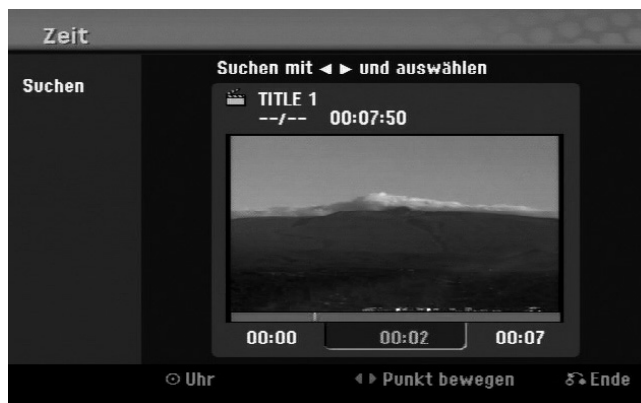 Zeit
Suchen
Suchen mit ◄ ► und auswählen
TITLE 1
--/-- 00:07:50
00:00 00:02 00:07
⊙ Uhr ◄► Punkt bewegen Ende